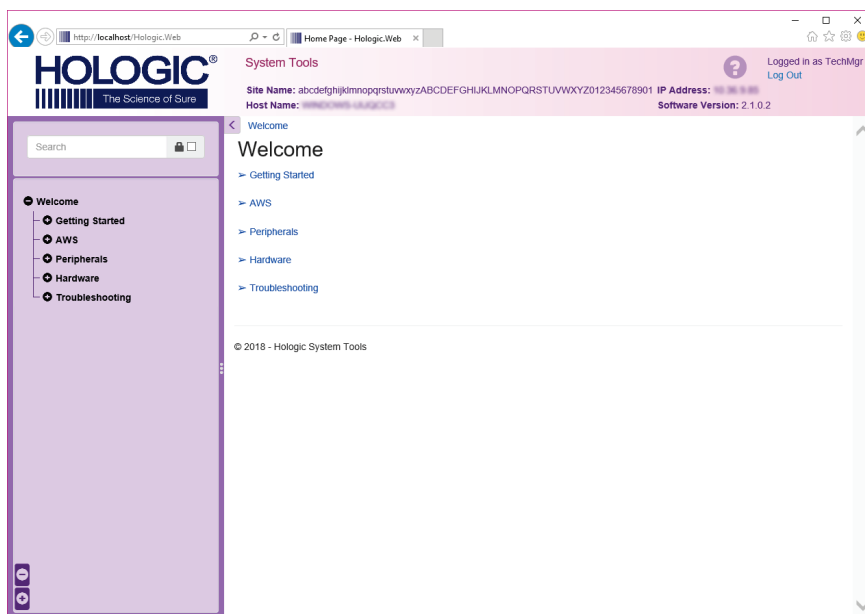 http://localhost/Hologic.Web
Home Page - Hologic.Web
HOLOGIC®
The Science of Sure
System Tools
Logged in as TechMgr
Log Out
Site Name: abcdefghijklmnopqrstuvwxyzABCDEFGHIJKLMNOPQRSTUVWXYZ012345678901 IP Address:
Host Name: Software Version: 2.1.0.2
Search
Welcome
Getting Started
AWS
Peripherals
Hardware
Troubleshooting
Welcome
Welcome
➢ Getting Started
➢ AWS
➢ Peripherals
➢ Hardware
➢ Troubleshooting
© 2018 - Hologic System Tools